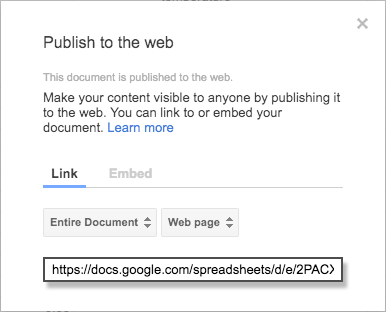 Publish to the web
This document is published to the web.
Make your content visible to anyone by publishing it
to the web. You can link to or embed your
document. Learn more
Link Embed
Entire Document Web page
https://docs.google.com/spreadsheets/d/e/2PACX